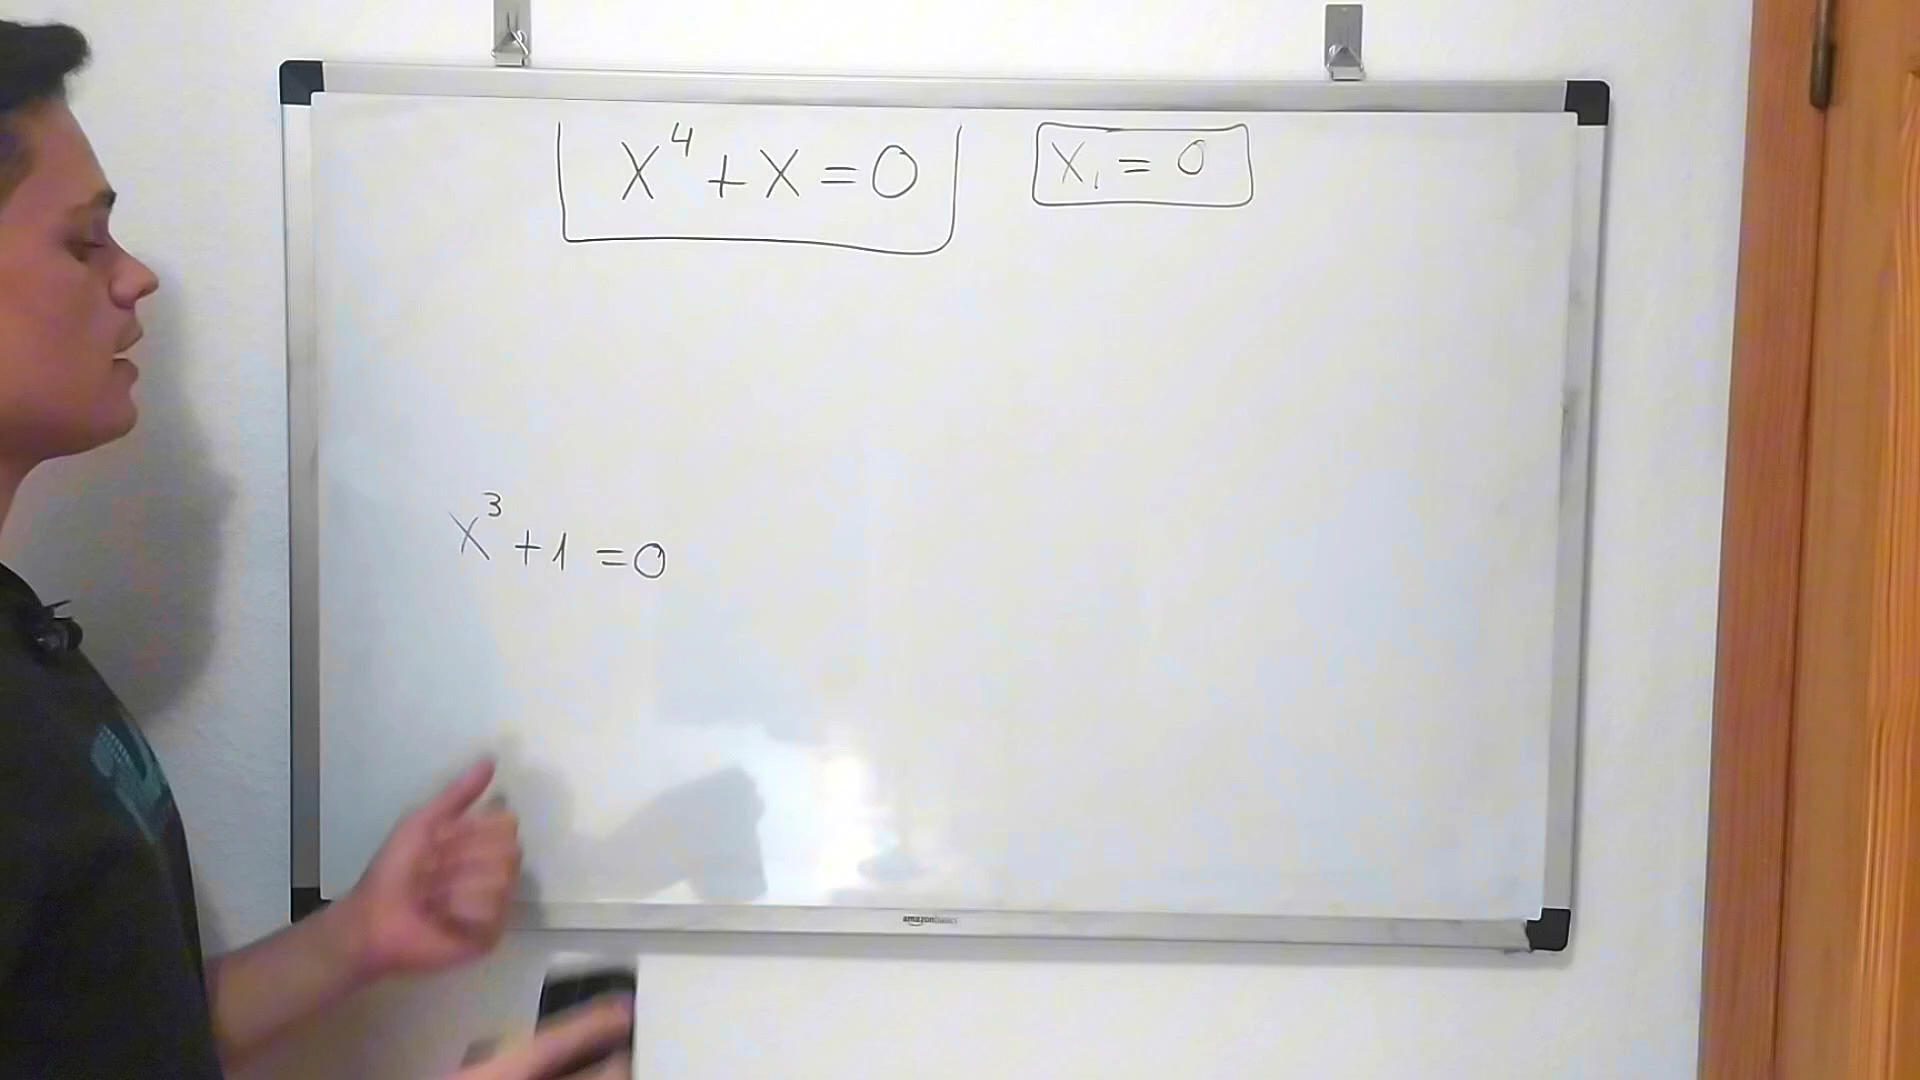 x⁴ + x = 0
x₁ = 0
x³ + 1 = 0
amazonbasics